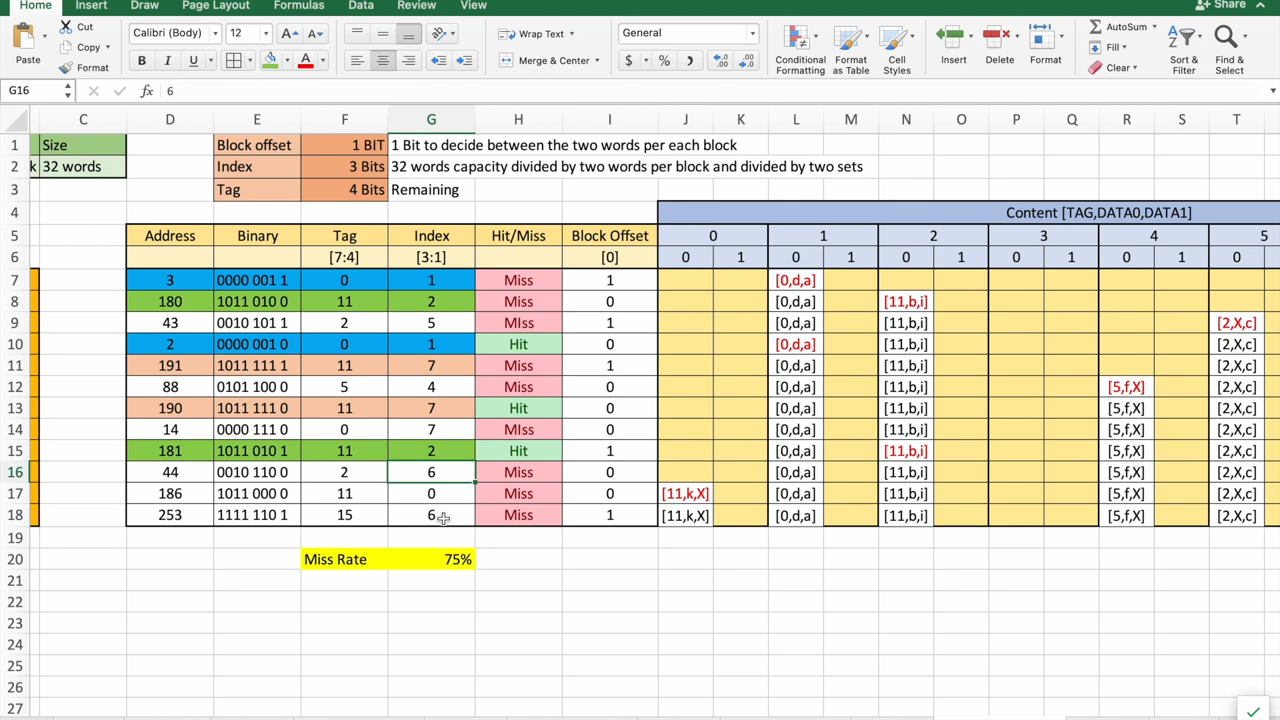 Home Insert Draw Page Layout Formulas Data Review View Share
Paste Cut Copy Format
Calibri (Body) 12 A A
B I U A
Wrap Text
Merge & Center
General
$ % .0 .00 .00 .0
Conditional Formatting Format as Table Cell Styles Insert Delete Format
AutoSum Fill Clear
Sort & Filter Find & Select
G16 fx 6
C D E F G H I J K L M N O P Q R S T
1 Size Block offset 1 BIT 1 Bit to decide between the two words per each block
2 k 32 words Index 3 Bits 32 words capacity divided by two words per block and divided by two sets
3 Tag 4 Bits Remaining
4 Content [TAG,DATA0,DATA1]
5 Address Binary Tag Index Hit/Miss Block Offset 0 1 2 3 4 5
6 [7:4] [3:1] [0] 0 1 0 1 0 1 0 1 0 1 0
7 3 0000 001 1 0 1 Miss 1 [0,d,a]
8 180 1011 010 0 11 2 Miss 0 [0,d,a] [11,b,i]
9 43 0010 101 1 2 5 MIss 1 [0,d,a] [11,b,i] [2,X,c]
10 2 0000 001 0 0 1 Hit 0 [0,d,a] [11,b,i] [2,X,c]
11 191 1011 111 1 11 7 Miss 1 [0,d,a] [11,b,i] [2,X,c]
12 88 0101 100 0 5 4 Miss 0 [0,d,a] [11,b,i] [5,f,X] [2,X,c]
13 190 1011 111 0 11 7 Hit 0 [0,d,a] [11,b,i] [5,f,X] [2,X,c]
14 14 0000 111 0 0 7 MIss 0 [0,d,a] [11,b,i] [5,f,X] [2,X,c]
15 181 1011 010 1 11 2 Hit 1 [0,d,a] [11,b,i] [5,f,X] [2,X,c]
16 44 0010 110 0 2 6 Miss 0 [0,d,a] [11,b,i] [5,f,X] [2,X,c]
17 186 1011 000 0 11 0 Miss 0 [11,k,X] [0,d,a] [11,b,i] [5,f,X] [2,X,c]
18 253 1111 110 1 15 6 Miss 1 [11,k,X] [0,d,a] [11,b,i] [5,f,X] [2,X,c]
19
20 Miss Rate 75%
21
22
23
24
25
26
27